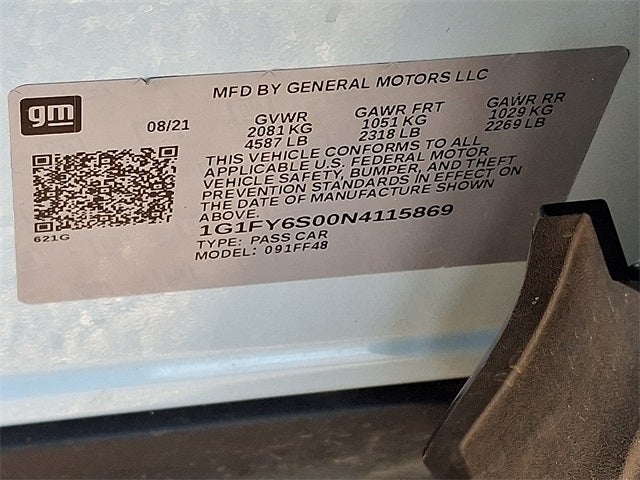 MFD BY GENERAL MOTORS LLC
gm
08/21
GVWR
2081 KG
4587 LB
GAWR FRT
1051 KG
2318 LB
GAWR RR
1029 KG
2269 LB
THIS VEHICLE CONFORMS TO ALL
APPLICABLE U.S. FEDERAL MOTOR
VEHICLE SAFETY, BUMPER, AND THEFT
PREVENTION STANDARDS IN EFFECT ON
THE DATE OF MANUFACTURE SHOWN
ABOVE.
1G1FY6S00N4115869
TYPE: PASS CAR
MODEL: 091FF48
621G